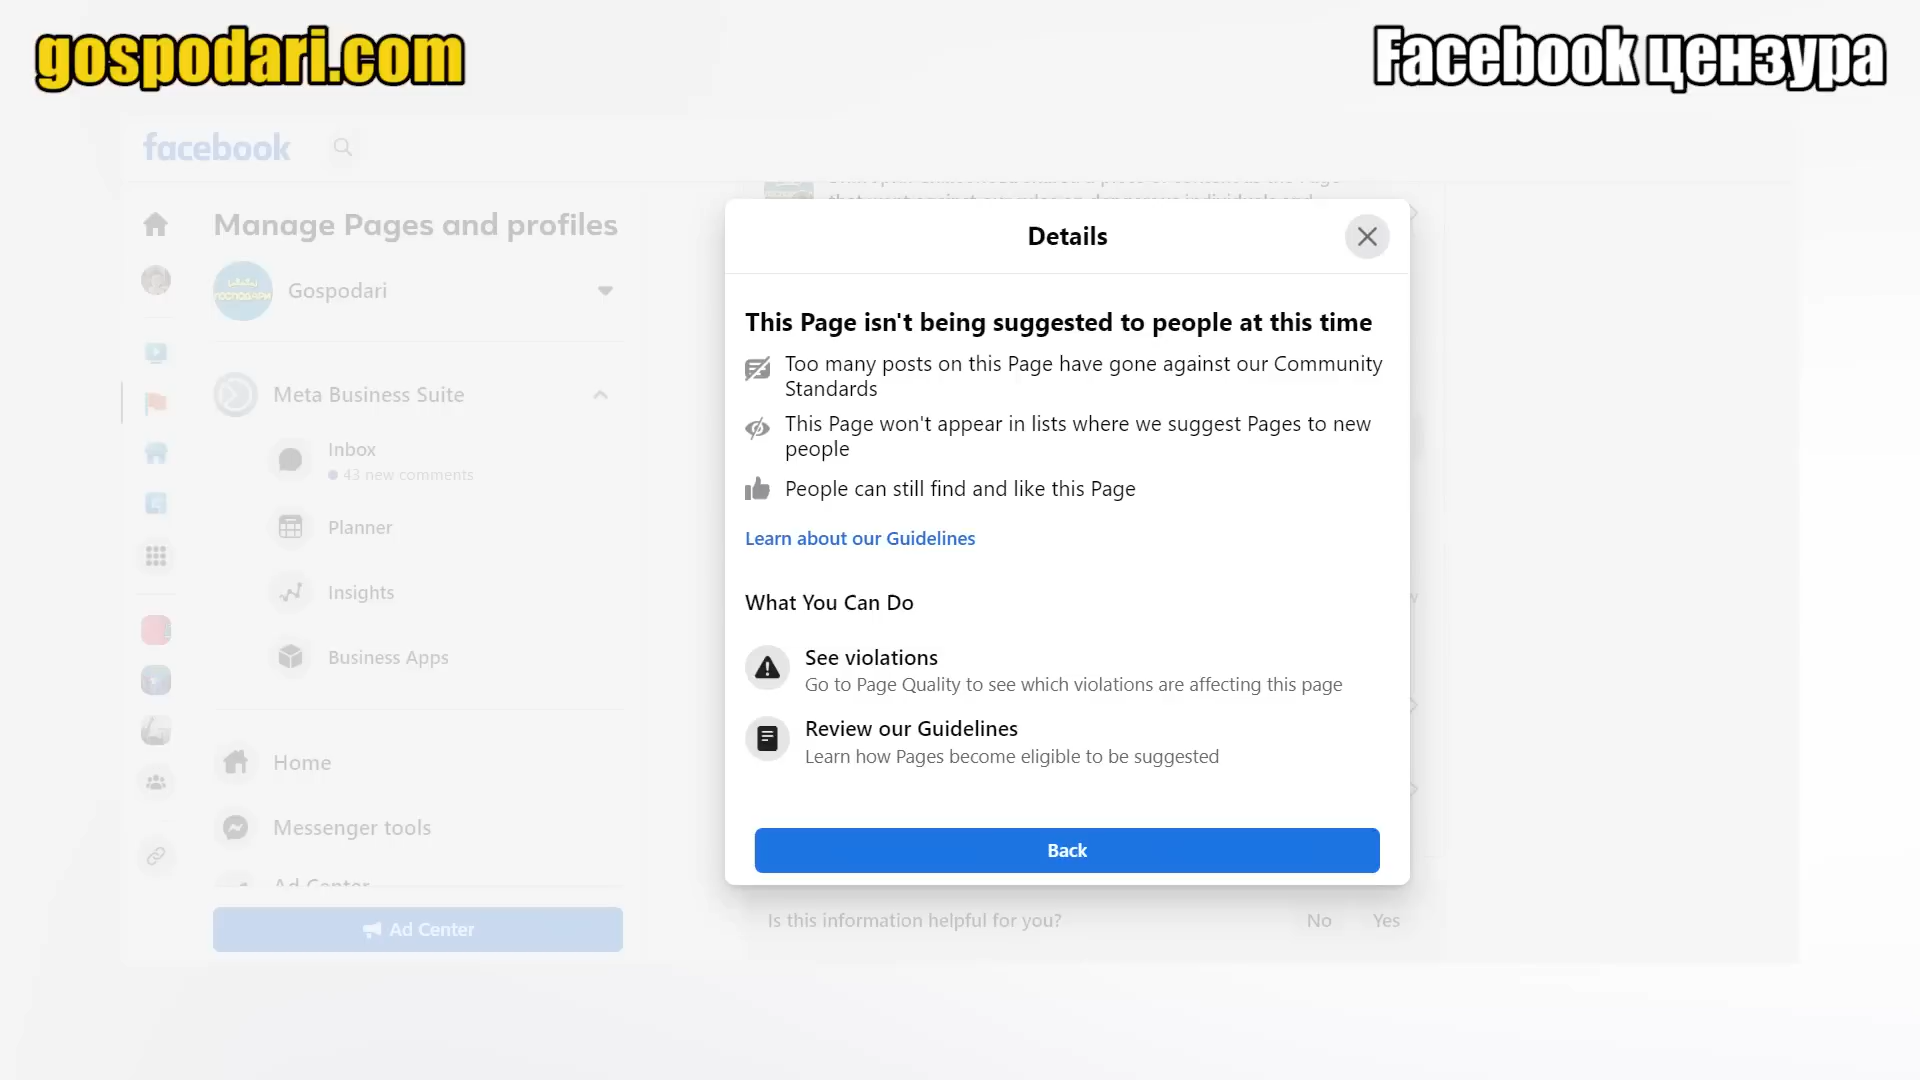 gospodari.com
Facebook цензура
facebook
Manage Pages and profiles
господари
Gospodari
Meta Business Suite
Inbox
43 new comments
Planner
Insights
Business Apps
Home
Messenger tools
Ad Center
Ad Center
Details
This Page isn't being suggested to people at this time
Too many posts on this Page have gone against our Community
Standards
This Page won't appear in lists where we suggest Pages to new
people
People can still find and like this Page
Learn about our Guidelines
What You Can Do
See violations
Go to Page Quality to see which violations are affecting this page
Review our Guidelines
Learn how Pages become eligible to be suggested
Back
Is this information helpful for you?
No
Yes